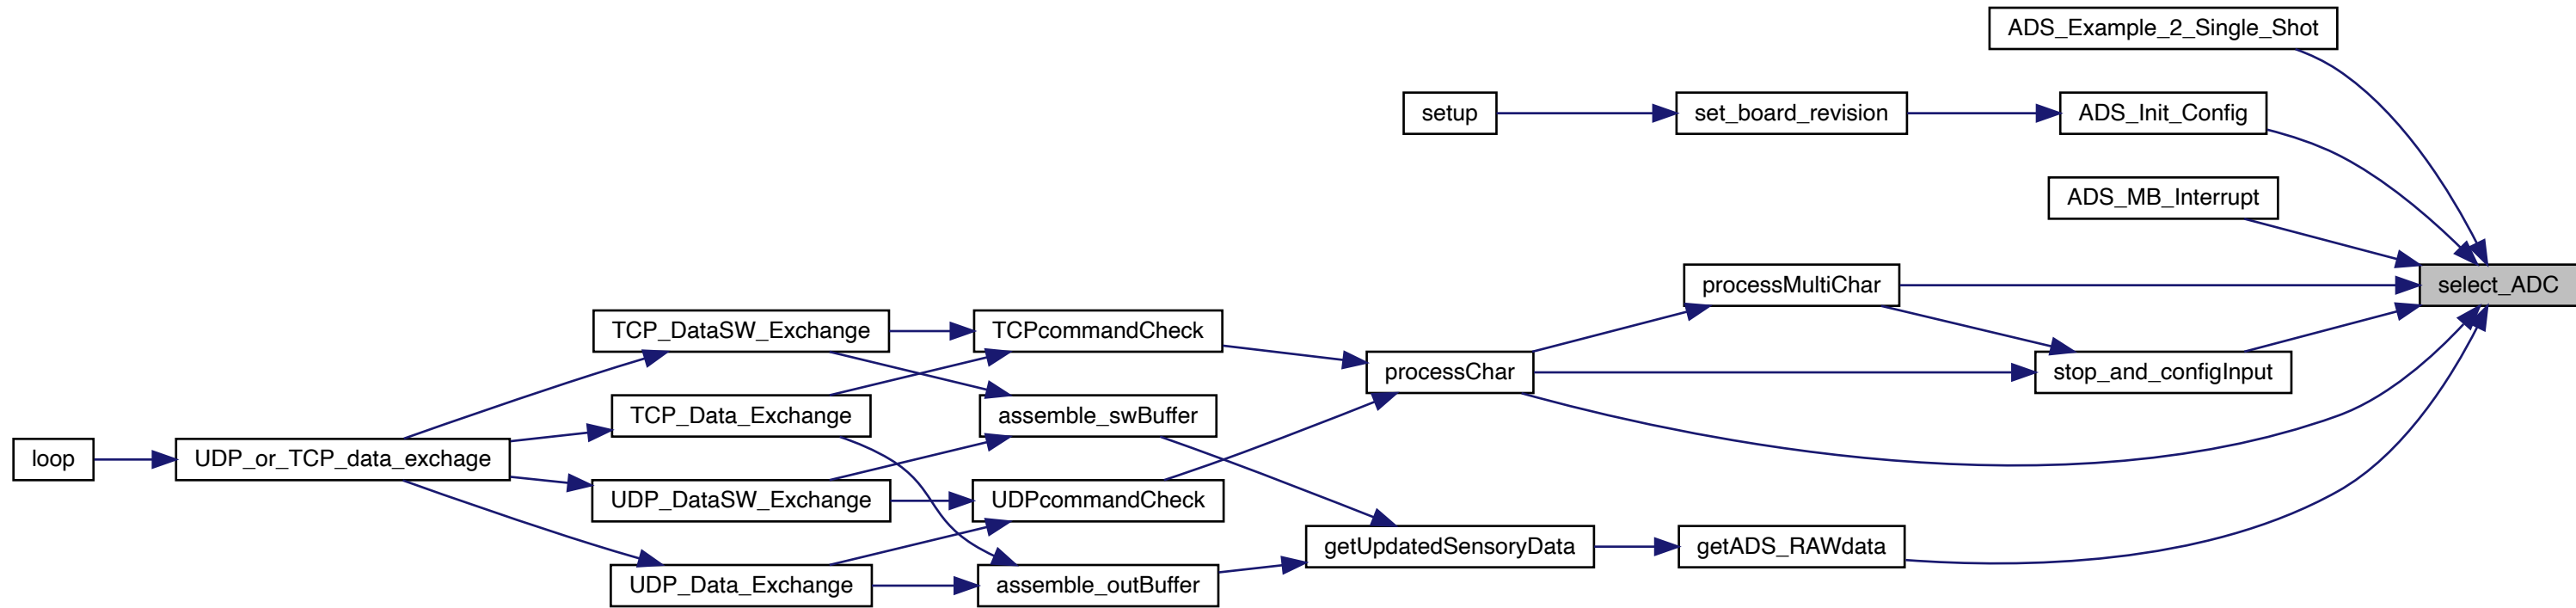 ADS_Example_2_Single_Shot
setup
set_board_revision
ADS_Init_Config
ADS_MB_Interrupt
processMultiChar
select_ADC
TCP_DataSW_Exchange
TCPcommandCheck
processChar
stop_and_configInput
TCP_Data_Exchange
assemble_swBuffer
loop
UDP_or_TCP_data_exchage
UDP_DataSW_Exchange
UDPcommandCheck
getUpdatedSensoryData
getADS_RAWdata
UDP_Data_Exchange
assemble_outBuffer